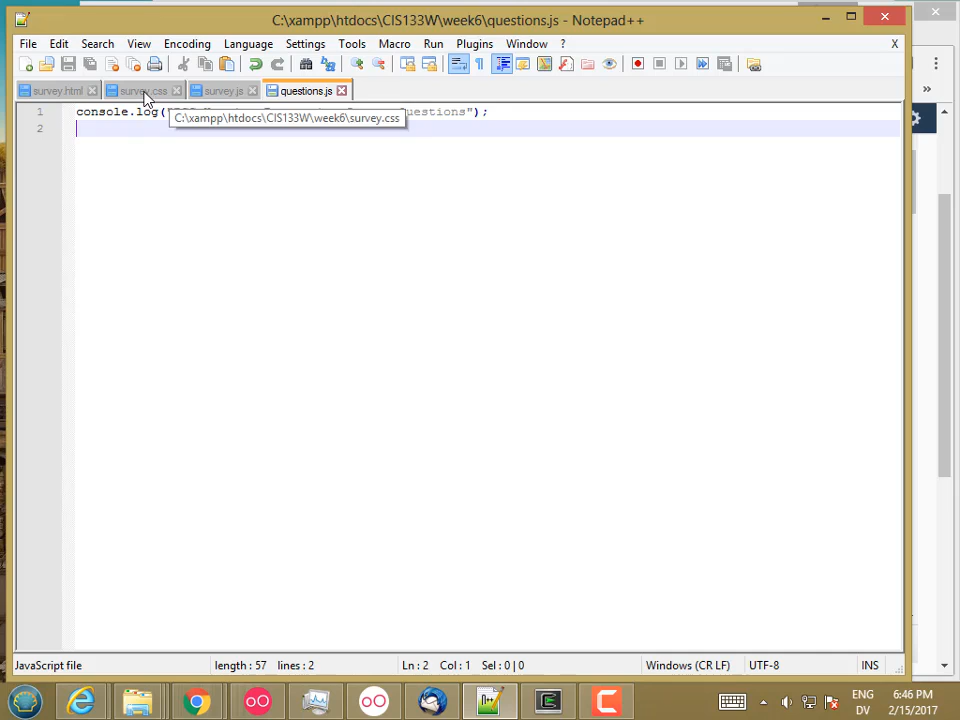 C:\xampp\htdocs\CIS133W\week6\questions.js - Notepad++
File Edit Search View Encoding Language Settings Tools Macro Run Plugins Window ? X
survey.html survey.css survey.js questions.js
1 console.log( uestions");
C:\xampp\htdocs\CIS133W\week6\survey.css
2
JavaScript file length : 57 lines : 2 Ln : 2 Col : 1 Sel : 0 | 0 Windows (CR LF) UTF-8 INS
ENG 6:46 PM
DV 2/15/2017